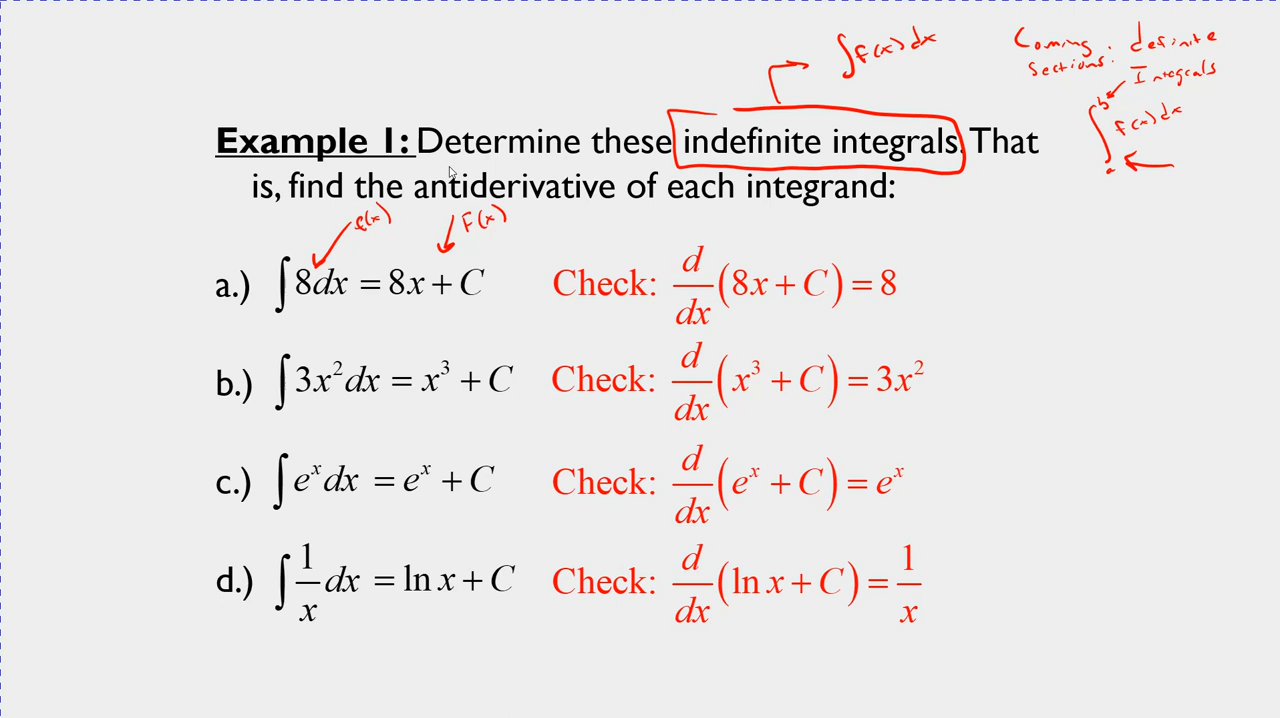 ∫f(x)dx
Coming Sections: definite Integrals
∫ₐᵇ f(x)dx
Example 1: Determine these indefinite integrals. That
is, find the antiderivative of each integrand:
f(x) F(x)
a.) ∫8dx = 8x + C Check: d/dx (8x + C) = 8
b.) ∫3x²dx = x³ + C Check: d/dx (x³ + C) = 3x²
c.) ∫eˣdx = eˣ + C Check: d/dx (eˣ + C) = eˣ
d.) ∫1/x dx = ln x + C Check: d/dx (ln x + C) = 1/x